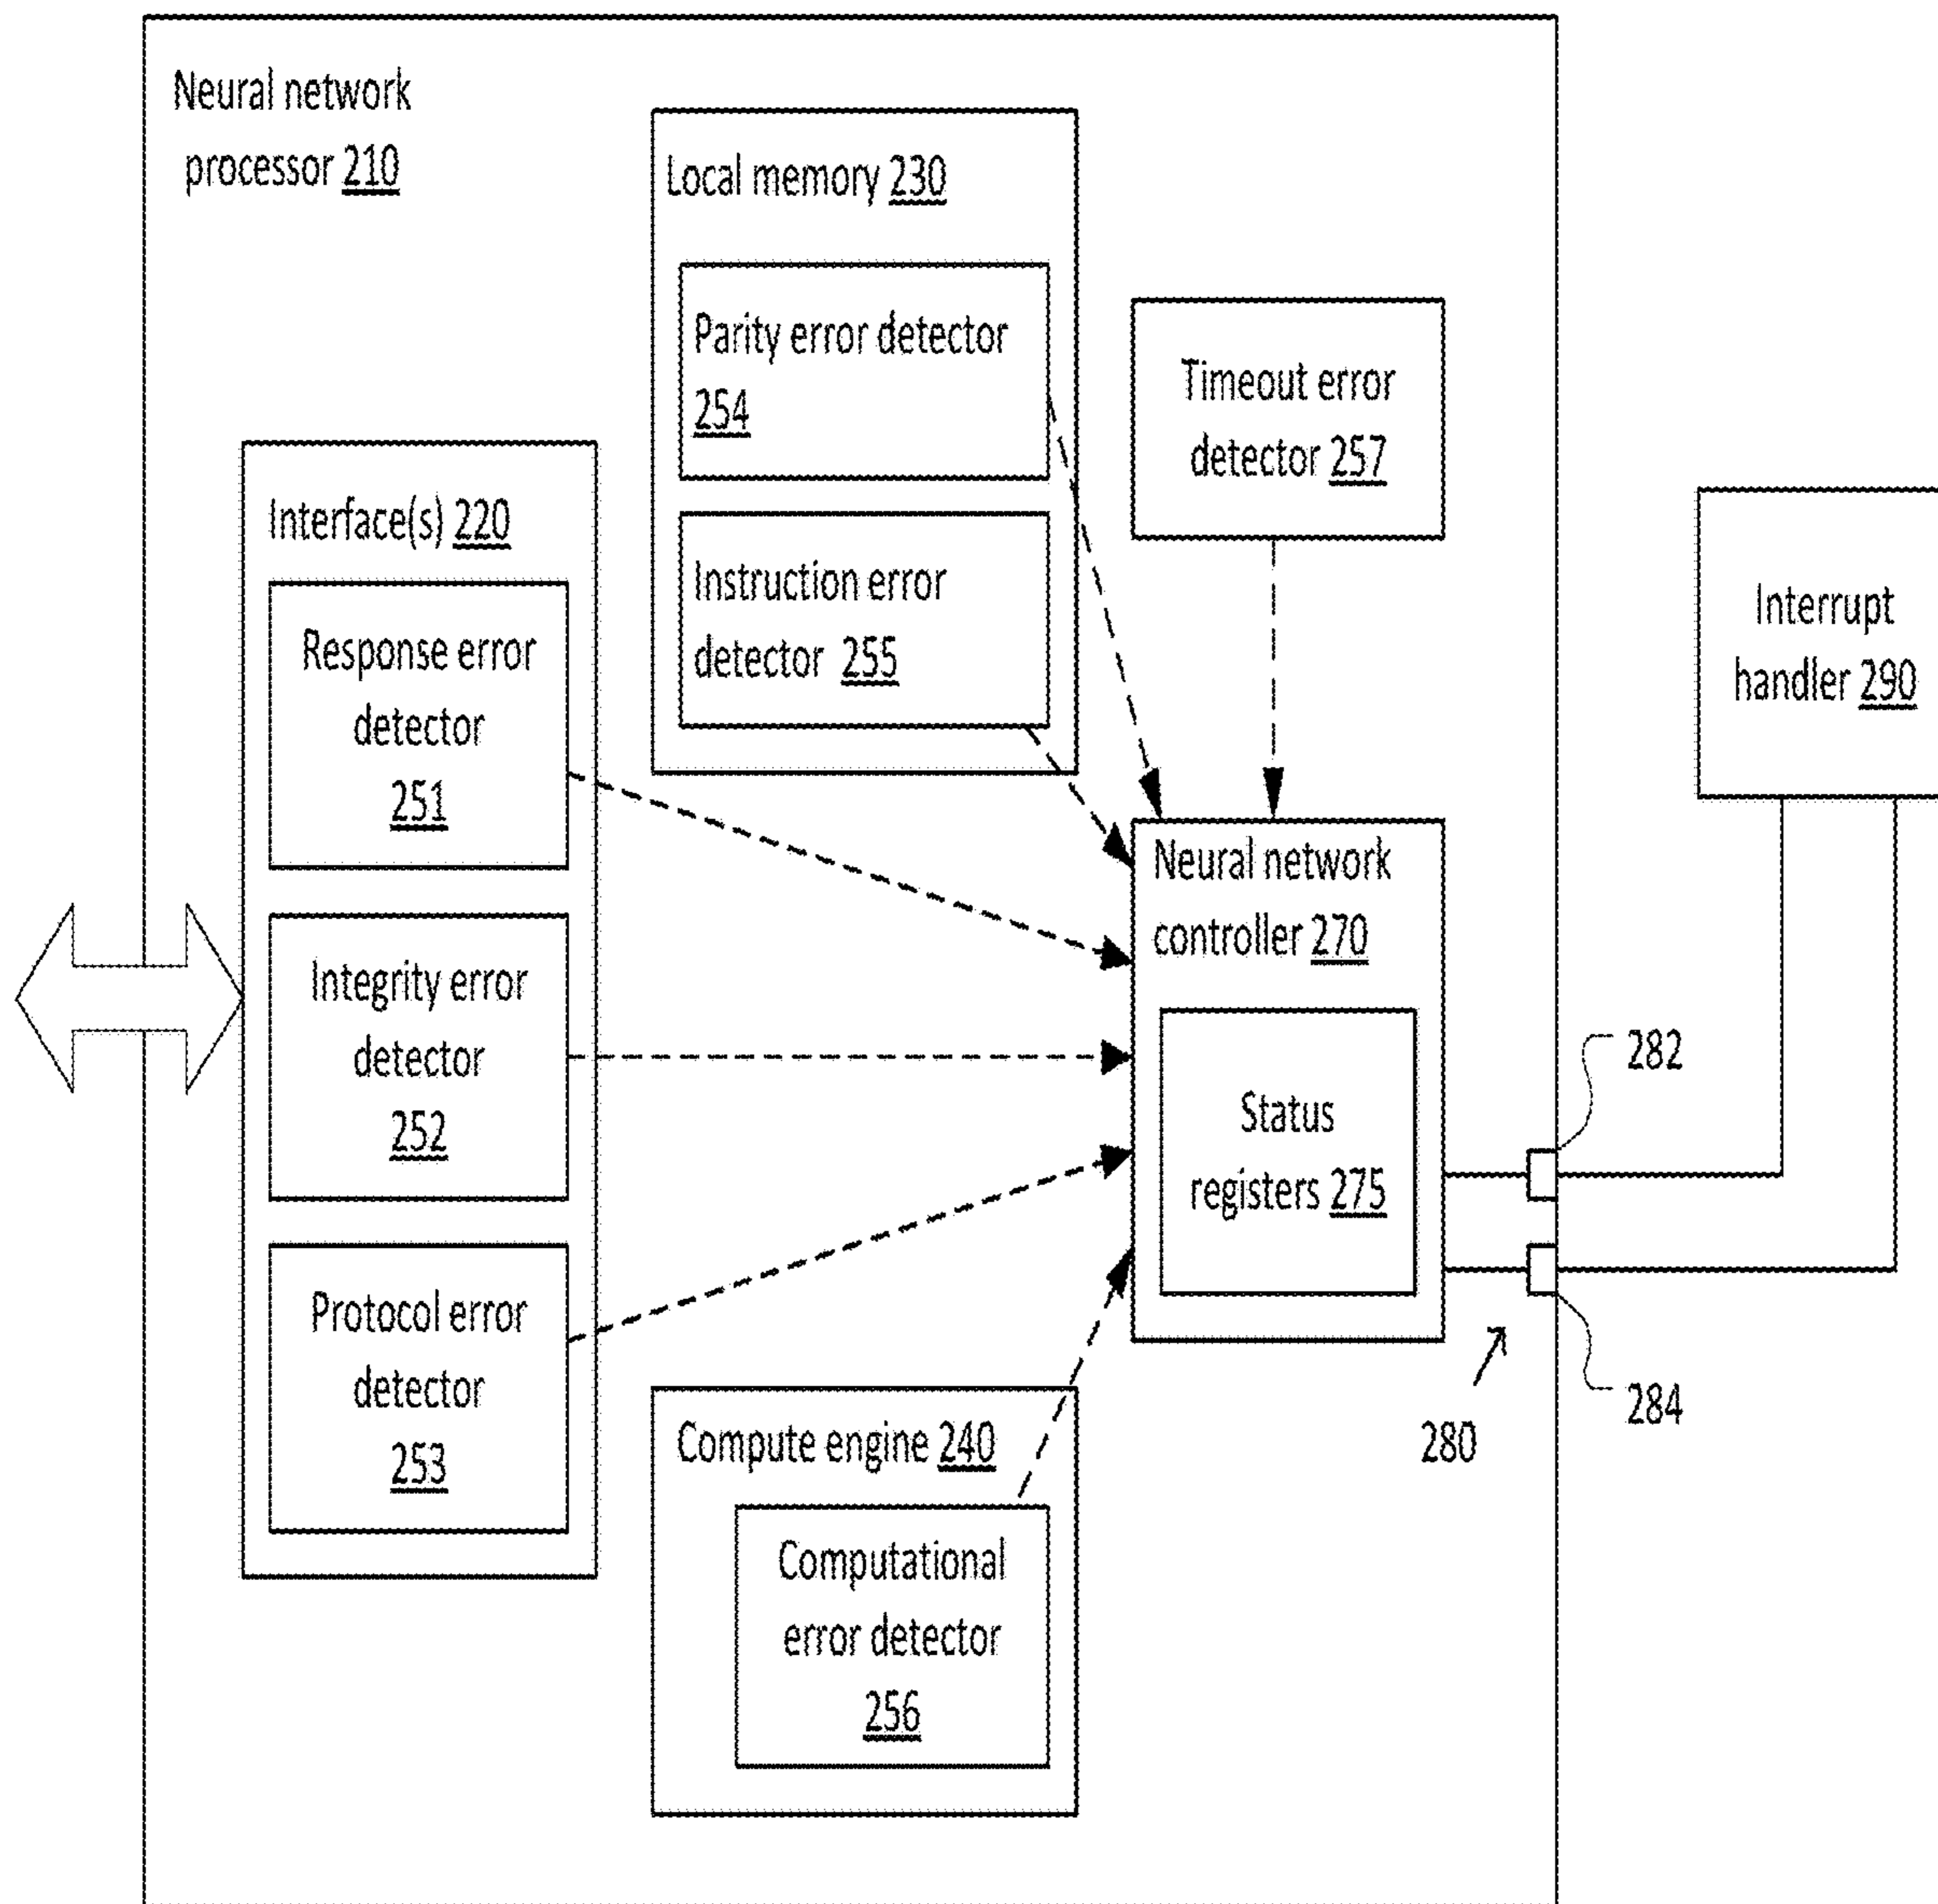 Neural network
processor 210
Local memory 230
Parity error detector
254
Instruction error
detector 255
Timeout error
detector 257
Interface(s) 220
Response error
detector
251
Integrity error
detector
252
Protocol error
detector
253
Interrupt
handler 290
Neural network
controller 270
Status
registers 275
282
284
280
Compute engine 240
Computational
error detector
256